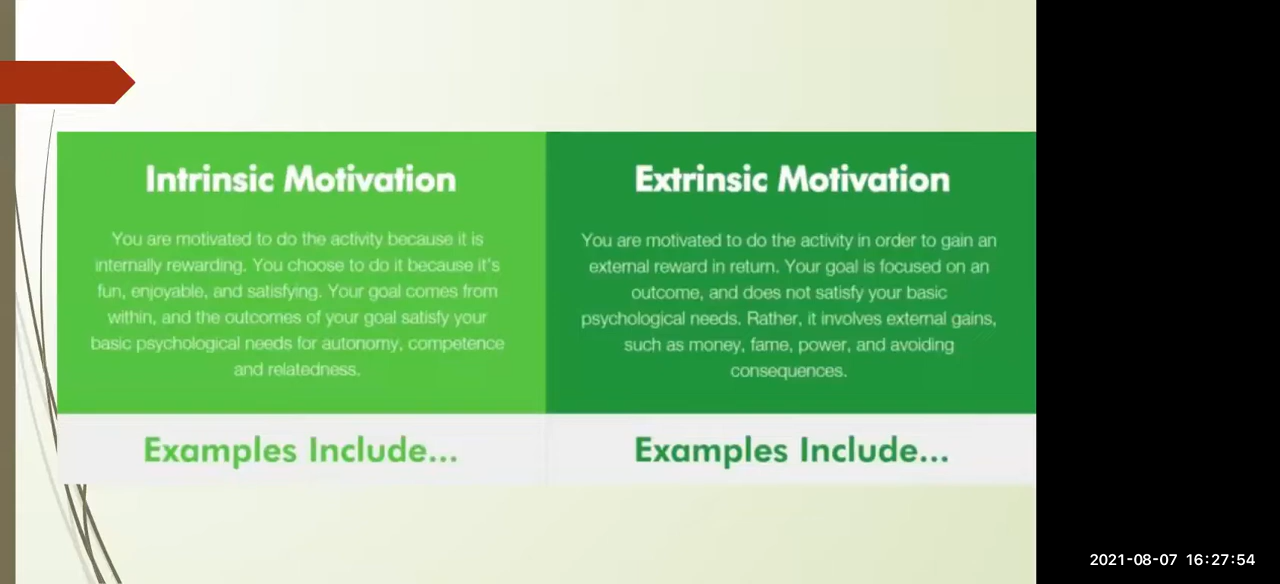 Intrinsic Motivation
You are motivated to do the activity because it is
internally rewarding. You choose to do it because it's
fun, enjoyable, and satisfying. Your goal comes from
within, and the outcomes of your goal satisfy your
basic psychological needs for autonomy, competence
and relatedness.
Examples Include...
Extrinsic Motivation
You are motivated to do the activity in order to gain an
external reward in return. Your goal is focused on an
outcome, and does not satisfy your basic
psychological needs. Rather, it involves external gains,
such as money, fame, power, and avoiding
consequences.
Examples Include...
2021-08-07 16:27:54